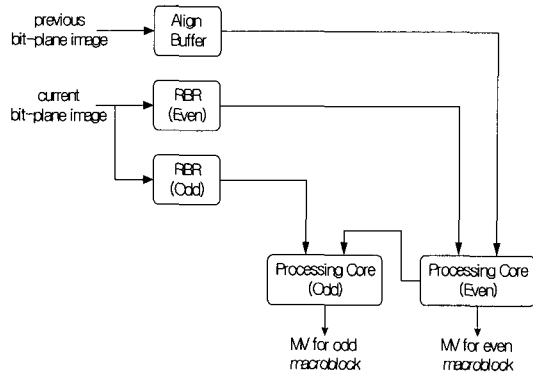 previous
bit-plane image
Align
Buffer
current
bit-plane image
RBR
(Even)
RBR
(Odd)
Processing Core
(Odd)
Processing Core
(Even)
MV for odd
macroblock
MV for even
macroblock